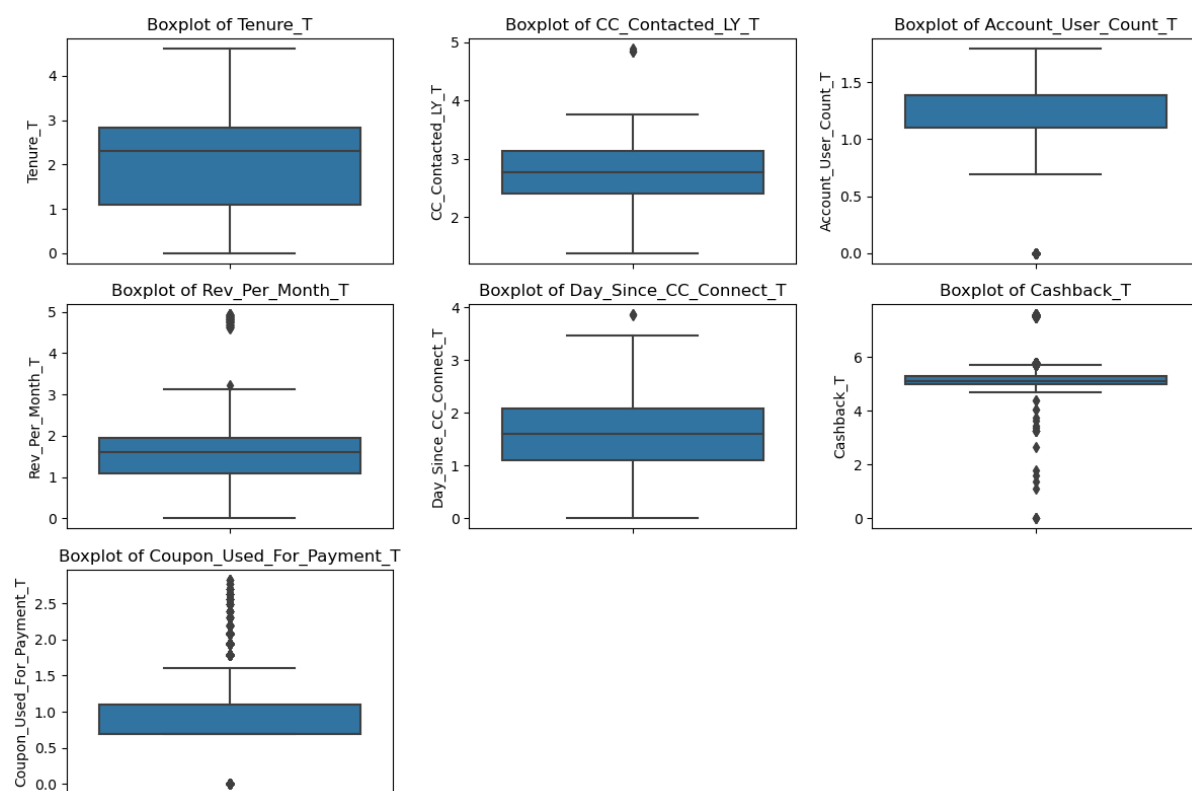 Boxplot of Tenure_T
Tenure_T
4
3
2
1
0
Boxplot of CC_Contacted_LY_T
CC_Contacted_LY_T
5
4
3
2
Boxplot of Account_User_Count_T
Account_User_Count_T
1.5
1.0
0.5
0.0
Boxplot of Rev_Per_Month_T
Rev_Per_Month_T
5
4
3
2
1
0
Boxplot of Day_Since_CC_Connect_T
Day_Since_CC_Connect_T
4
3
2
1
0
Boxplot of Cashback_T
Cashback_T
6
4
2
0
Boxplot of Coupon_Used_For_Payment_T
Coupon_Used_For_Payment_T
2.5
2.0
1.5
1.0
0.5
0.0